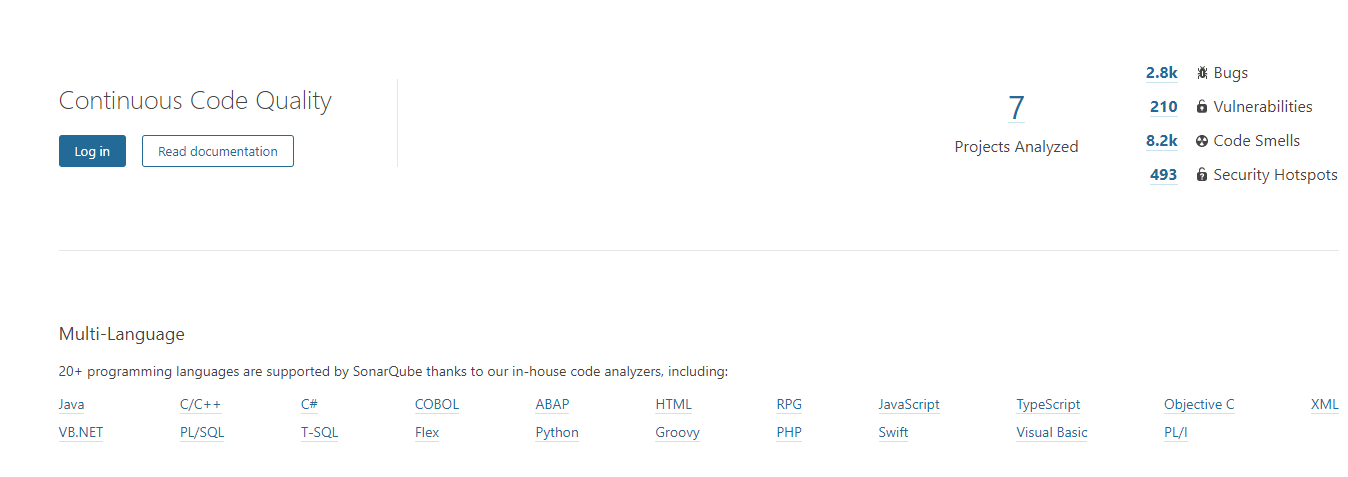 Continuous Code Quality
Log in
Read documentation
7
Projects Analyzed
2.8k Bugs
210 Vulnerabilities
8.2k Code Smells
493 Security Hotspots
Multi-Language
20+ programming languages are supported by SonarQube thanks to our in-house code analyzers, including:
Java C/C++ C# COBOL ABAP HTML RPG JavaScript TypeScript Objective C XML
VB.NET PL/SQL T-SQL Flex Python Groovy PHP Swift Visual Basic PL/I